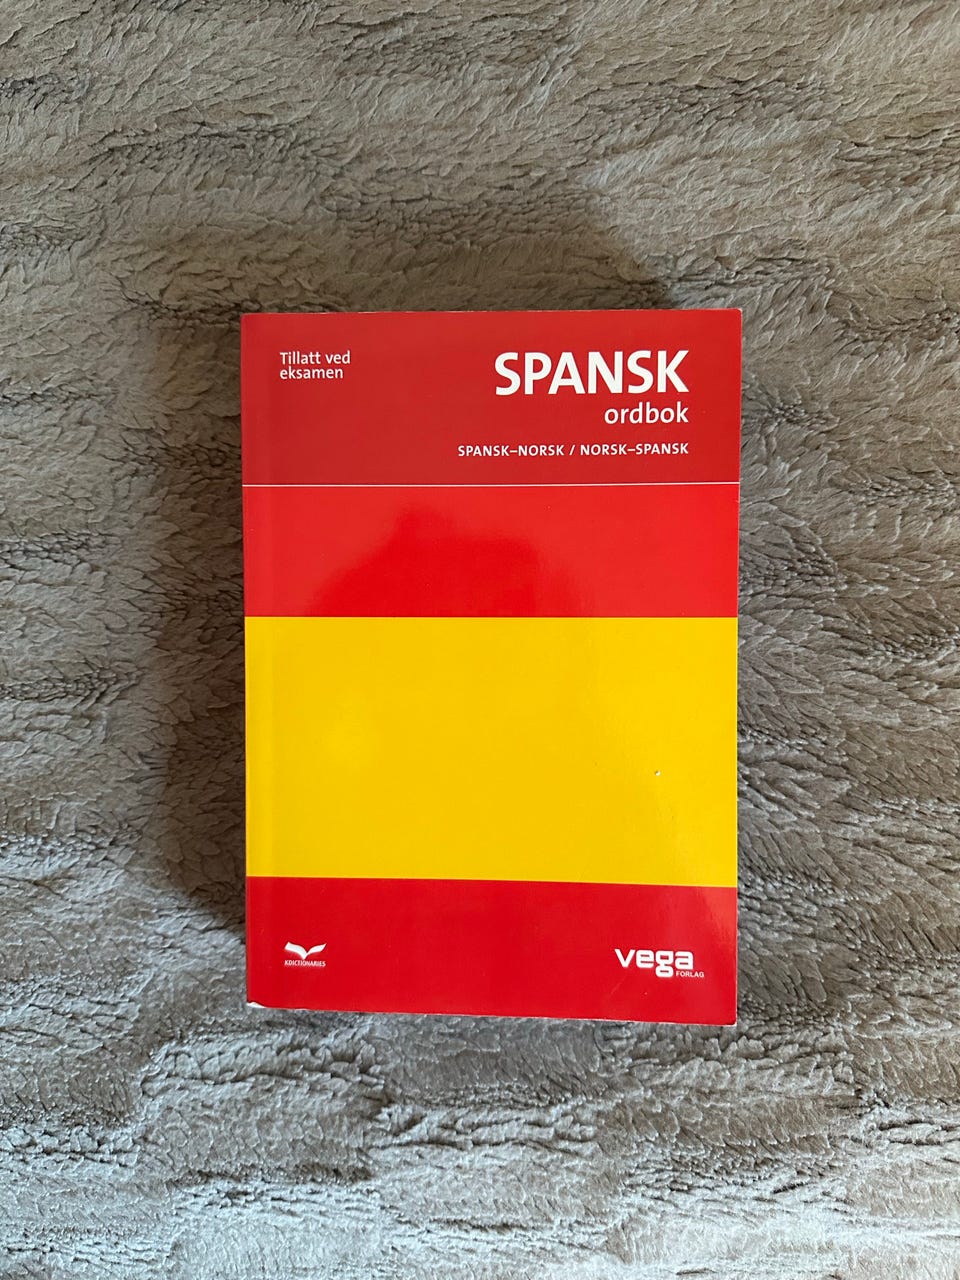 Tillatt ved
eksamen
SPANSK
ordbok
SPANSK–NORSK / NORSK–SPANSK
KDICTIONARIES
vega
FORLAG